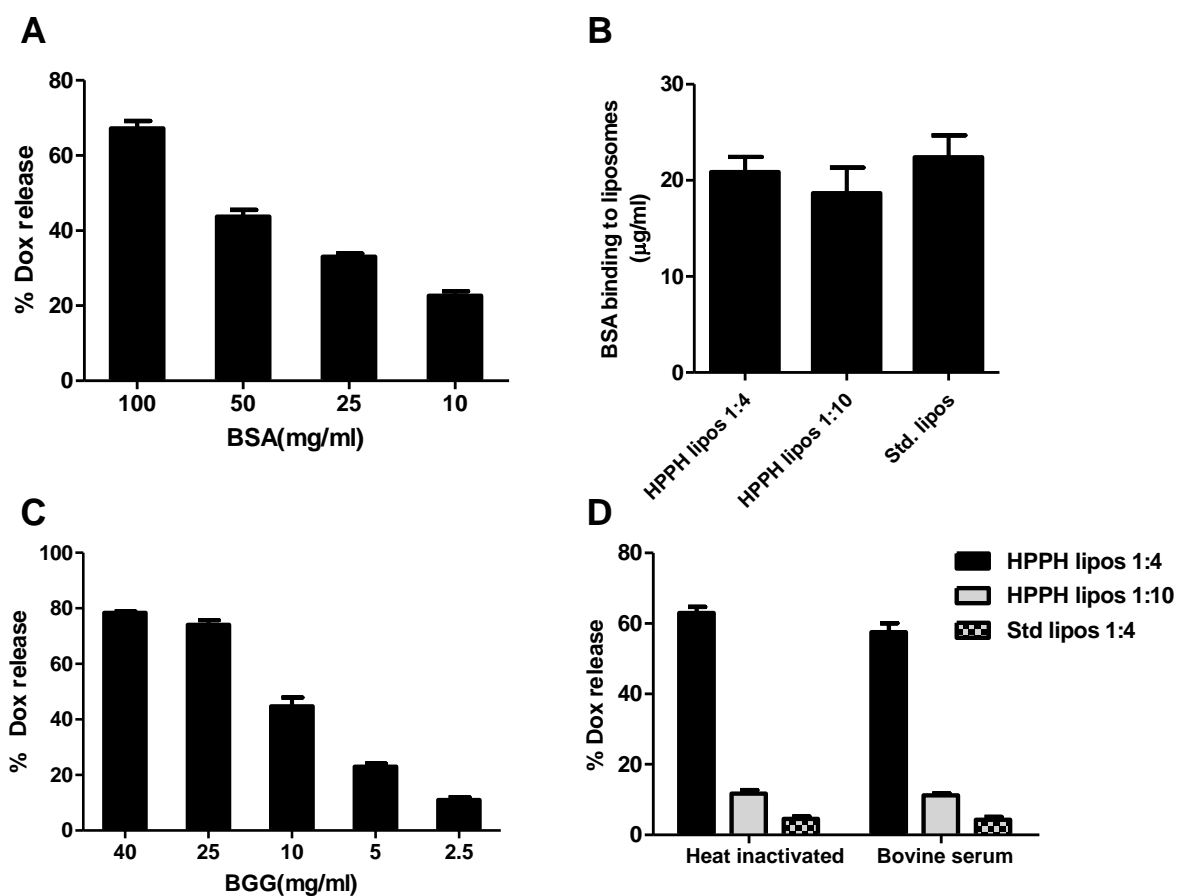 A
% Dox release
80
60
40
20
0
100 50 25 10
BSA(mg/ml)
B
BSA binding to liposomes
(µg/ml)
30
20
10
0
HPPH lipos 1:4
HPPH lipos 1:10
Std. lipos
C
% Dox release
100
80
60
40
20
0
40 25 10 5 2.5
BGG(mg/ml)
D
% Dox release
80
60
40
20
0
Heat inactivated Bovine serum
HPPH lipos 1:4
HPPH lipos 1:10
Std lipos 1:4